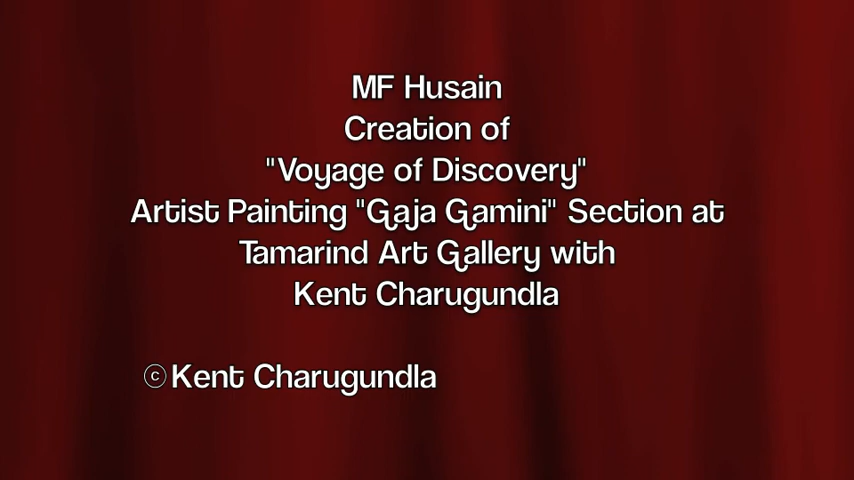 MF Husain
Creation of
"Voyage of Discovery"
Artist Painting "Gaja Gamini" Section at
Tamarind Art Gallery with
Kent Charugundla
©Kent Charugundla